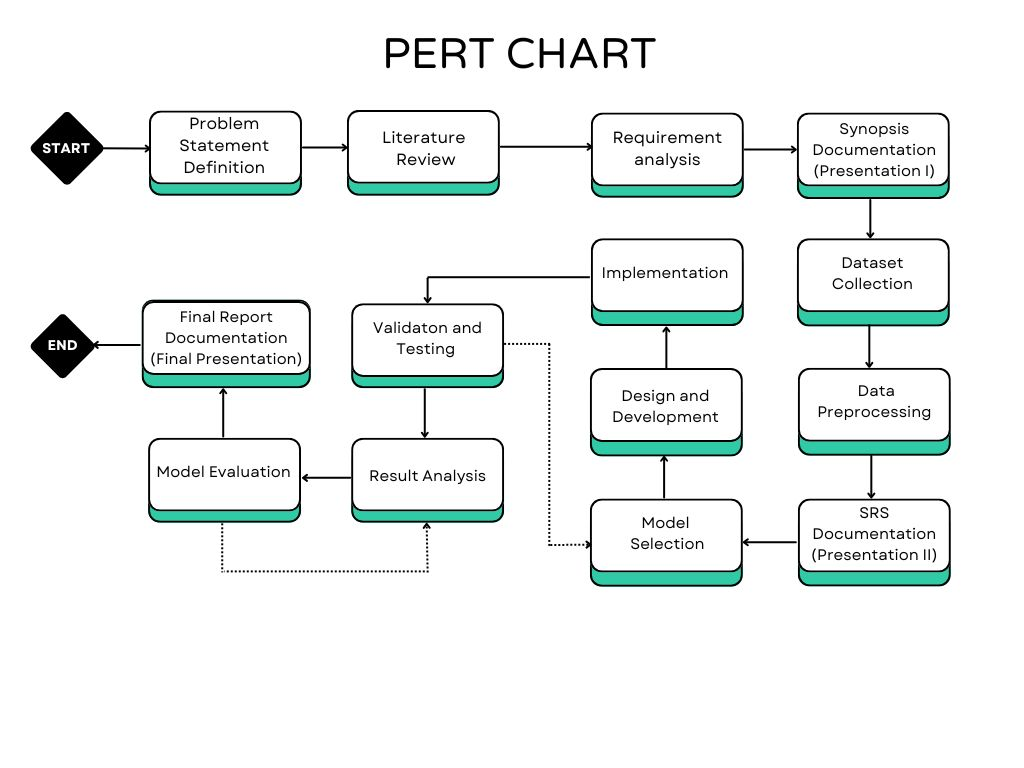 PERT CHART
START
Problem
Statement
Definition
Literature
Review
Requirement
analysis
Synopsis
Documentation
(Presentation I)
Dataset
Collection
Data
Preprocessing
SRS
Documentation
(Presentation II)
Model
Selection
Design and
Development
Implementation
Validaton and
Testing
Result Analysis
Model Evaluation
Final Report
Documentation
(Final Presentation)
END